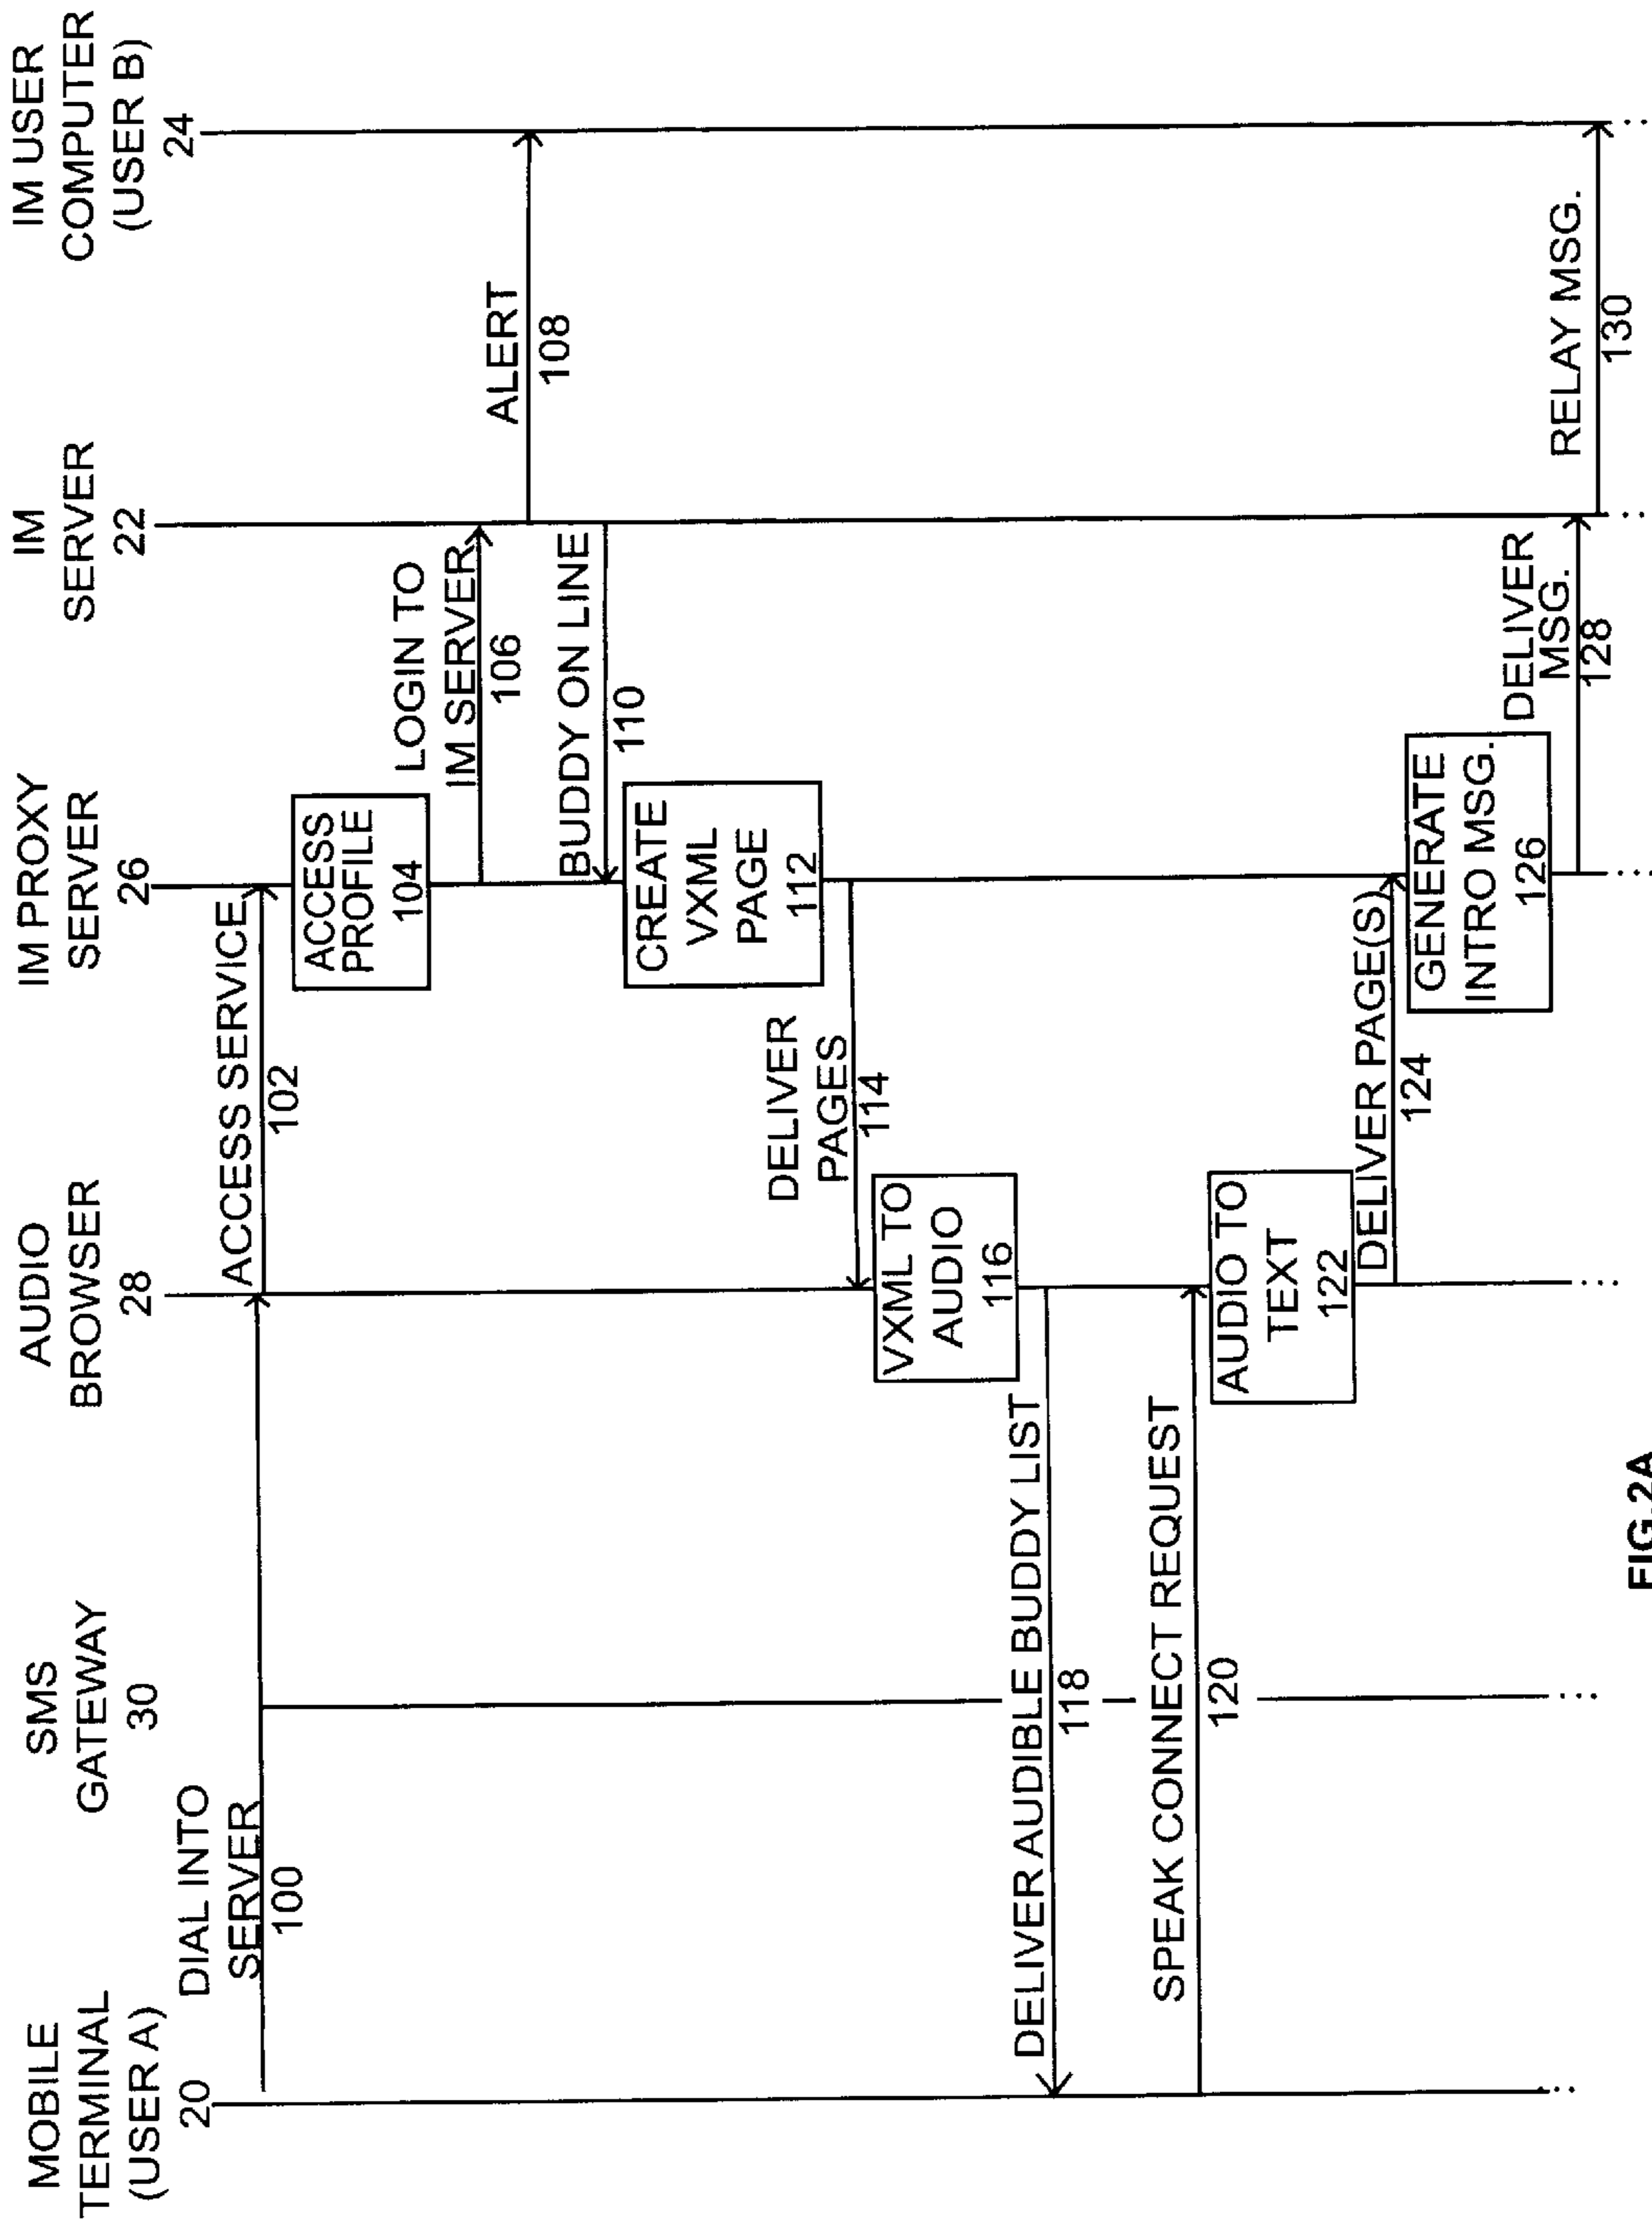 MOBILE
TERMINAL
(USER A)
20
SMS
GATEWAY
30
AUDIO
BROWSER
28
IM PROXY
SERVER
26
IM
SERVER
22
IM USER
COMPUTER
(USER B)
24
DIAL INTO
SERVER
100
ACCESS SERVICE
102
ACCESS
PROFILE
104
LOGIN TO
IM SERVER
106
ALERT
108
BUDDY ON LINE
110
CREATE
VXML
PAGE
112
DELIVER
PAGES
114
VXML TO
AUDIO
116
DELIVER AUDIBLE BUDDY LIST
118
SPEAK CONNECT REQUEST
120
AUDIO TO
TEXT
122
DELIVER PAGE(S)
124
GENERATE
INTRO MSG.
126
DELIVER
MSG.
128
RELAY MSG.
130
FIG.2A